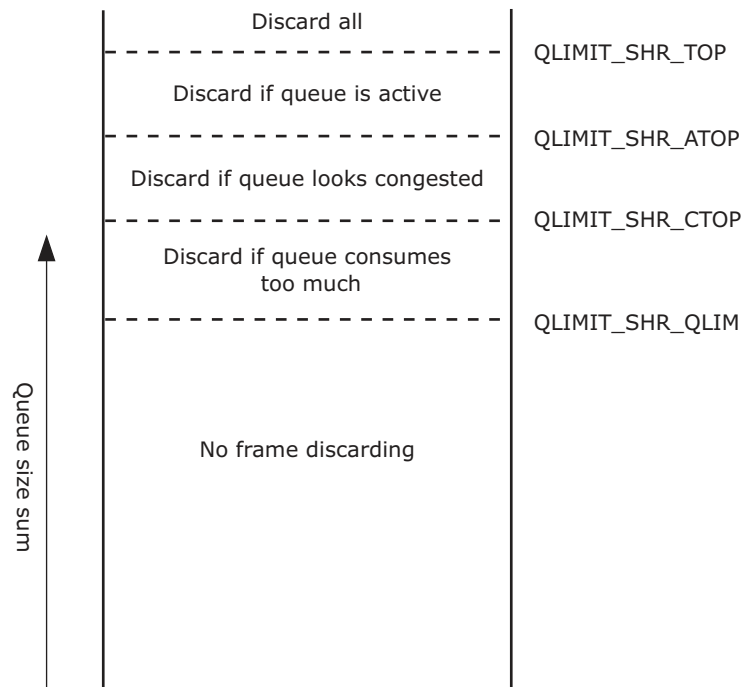 Discard all
QLIMIT_SHR_TOP
Discard if queue is active
QLIMIT_SHR_ATOP
Discard if queue looks congested
QLIMIT_SHR_CTOP
Discard if queue consumes
too much
QLIMIT_SHR_QLIM
Queue size sum
No frame discarding